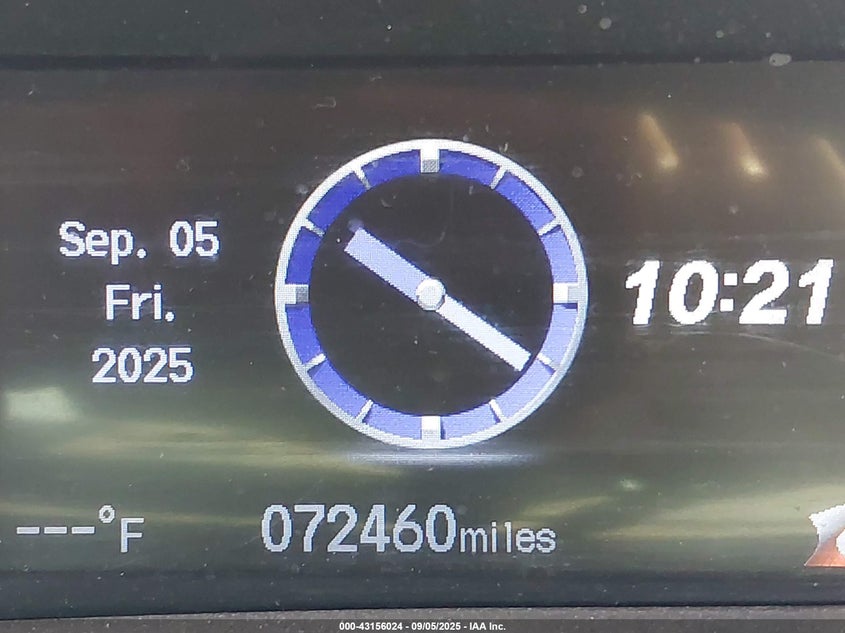 Sep. 05
Fri.
2025
10:21
---°F
072460miles
000-43156024 - 09/05/2025 - IAA Inc.